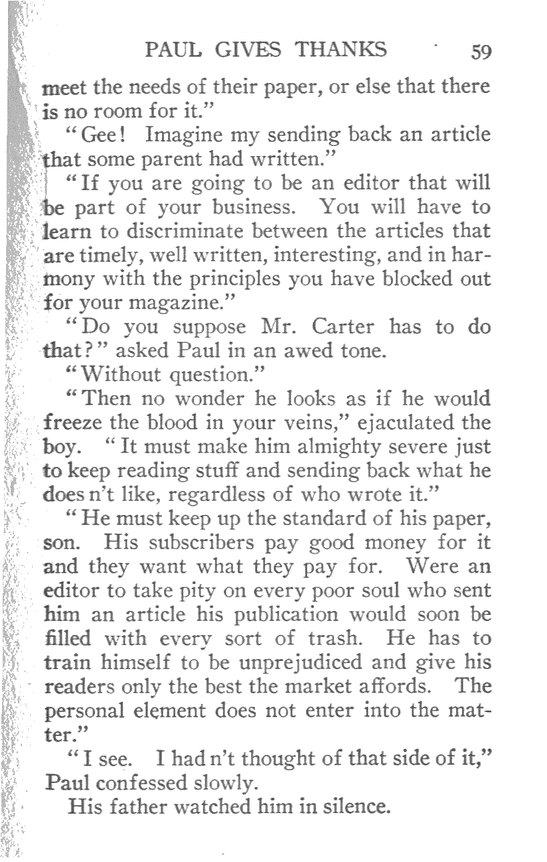 PAUL GIVES THANKS 59
meet the needs of their paper, or else that there
is no room for it.”
“Gee! Imagine my sending back an article
that some parent had written.”
“If you are going to be an editor that will
be part of your business. You will have to
learn to discriminate between the articles that
are timely, well written, interesting, and in har-
mony with the principles you have blocked out
for your magazine.”
“Do you suppose Mr. Carter has to do
that?” asked Paul in an awed tone.
“Without question.”
“Then no wonder he looks as if he would
freeze the blood in your veins,” ejaculated the
boy. “It must make him almighty severe just
to keep reading stuff and sending back what he
does n’t like, regardless of who wrote it.”
“He must keep up the standard of his paper,
son. His subscribers pay good money for it
and they want what they pay for. Were an
editor to take pity on every poor soul who sent
him an article his publication would soon be
filled with every sort of trash. He has to
train himself to be unprejudiced and give his
readers only the best the market affords. The
personal element does not enter into the mat-
ter.”
“I see. I had n’t thought of that side of it,”
Paul confessed slowly.
His father watched him in silence.